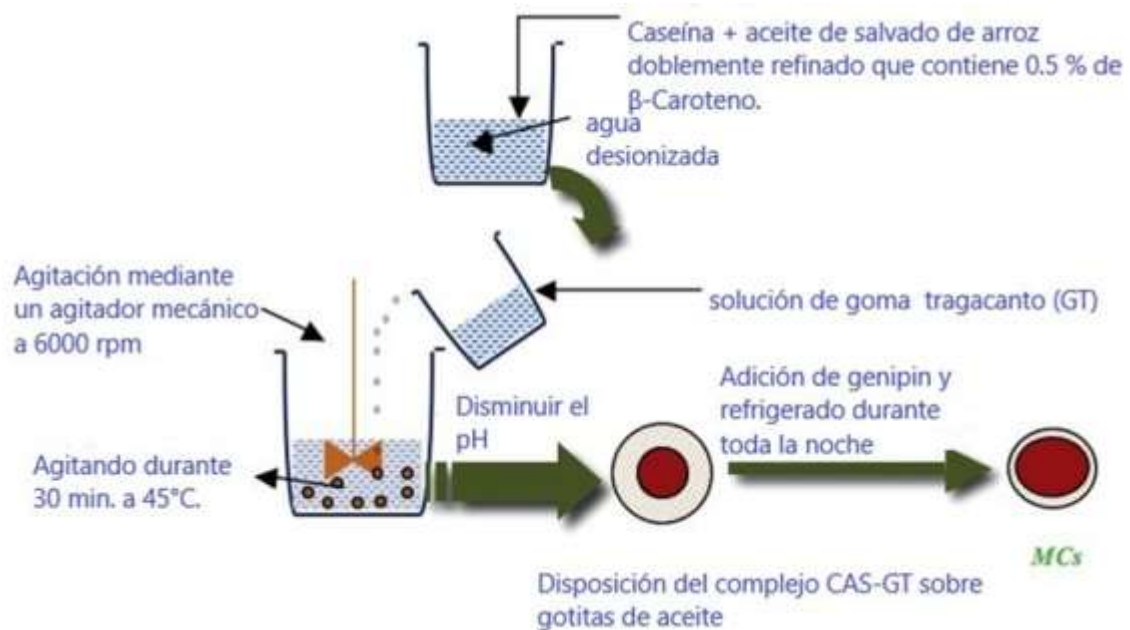 Caseína + aceite de salvado de arroz
doblemente refinado que contiene 0.5 % de
β-Caroteno.
agua
desionizada
Agitación mediante
un agitador mecánico
a 6000 rpm
solución de goma tragacanto (GT)
Disminuir el
pH
Adición de genipin y
refrigerado durante
toda la noche
Agitando durante
30 min. a 45°C.
MCs
Disposición del complejo CAS-GT sobre
gotitas de aceite